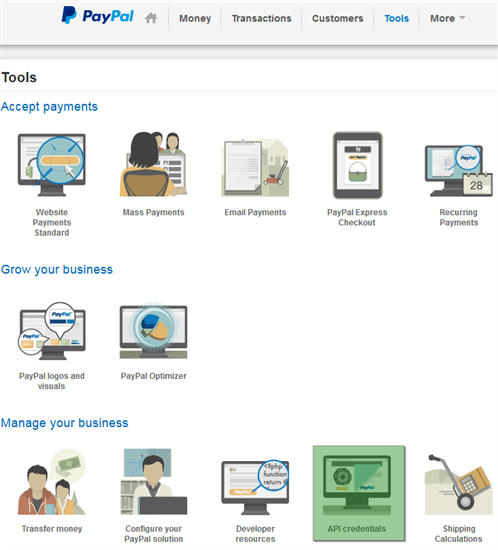 PayPal Money Transactions Customers Tools More
Tools
Accept payments
PayPal
28
Website Payments Standard
Mass Payments
Email Payments
PayPal Express Checkout
Recurring Payments
Grow your business
PayPal
PayPal
PayPal logos and visuals
PayPal Optimizer
Manage your business
<?php
function
return t
PayPal
PayPal
Transfer money
Configure your PayPal solution
Developer resources
API credentials
Shipping Calculations